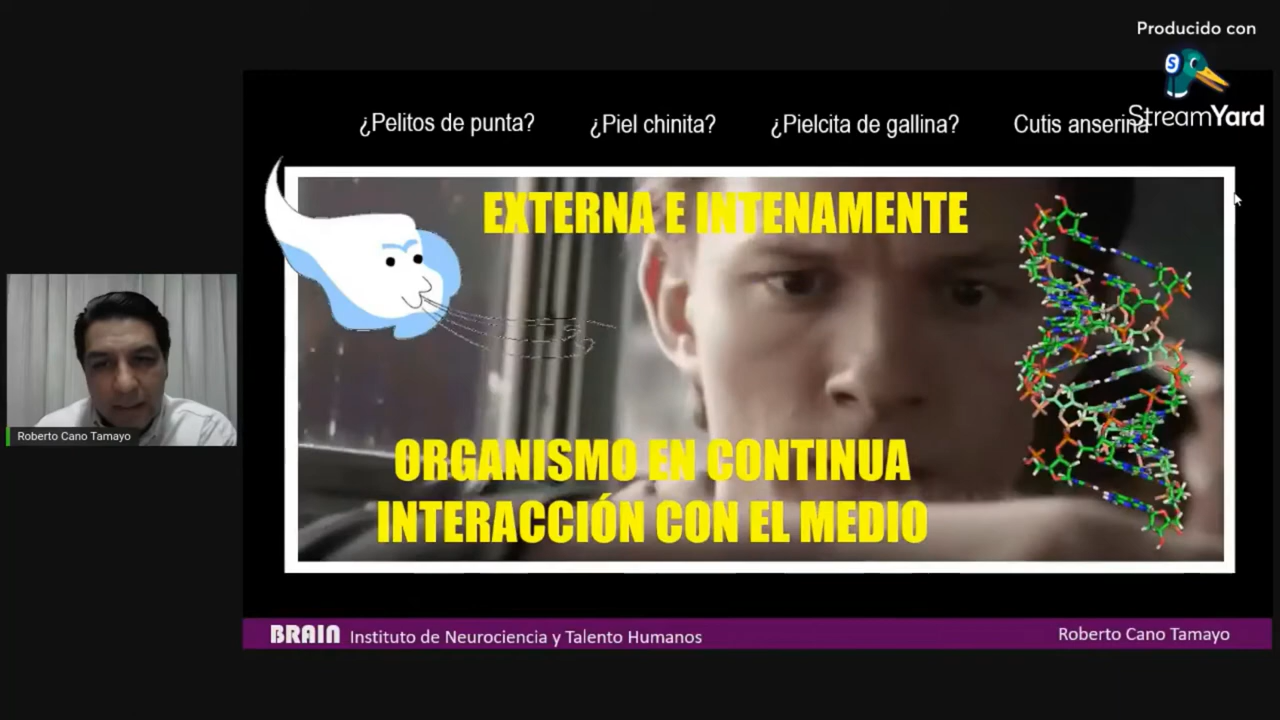 Producido con
StreamYard
¿Pelitos de punta? ¿Piel chinita? ¿Pielcita de gallina? Cutis anserina
EXTERNA E INTENAMENTE
ORGANISMO EN CONTINUA
INTERACCIÓN CON EL MEDIO
Roberto Cano Tamayo
BRAIN Instituto de Neurociencia y Talento Humanos Roberto Cano Tamayo